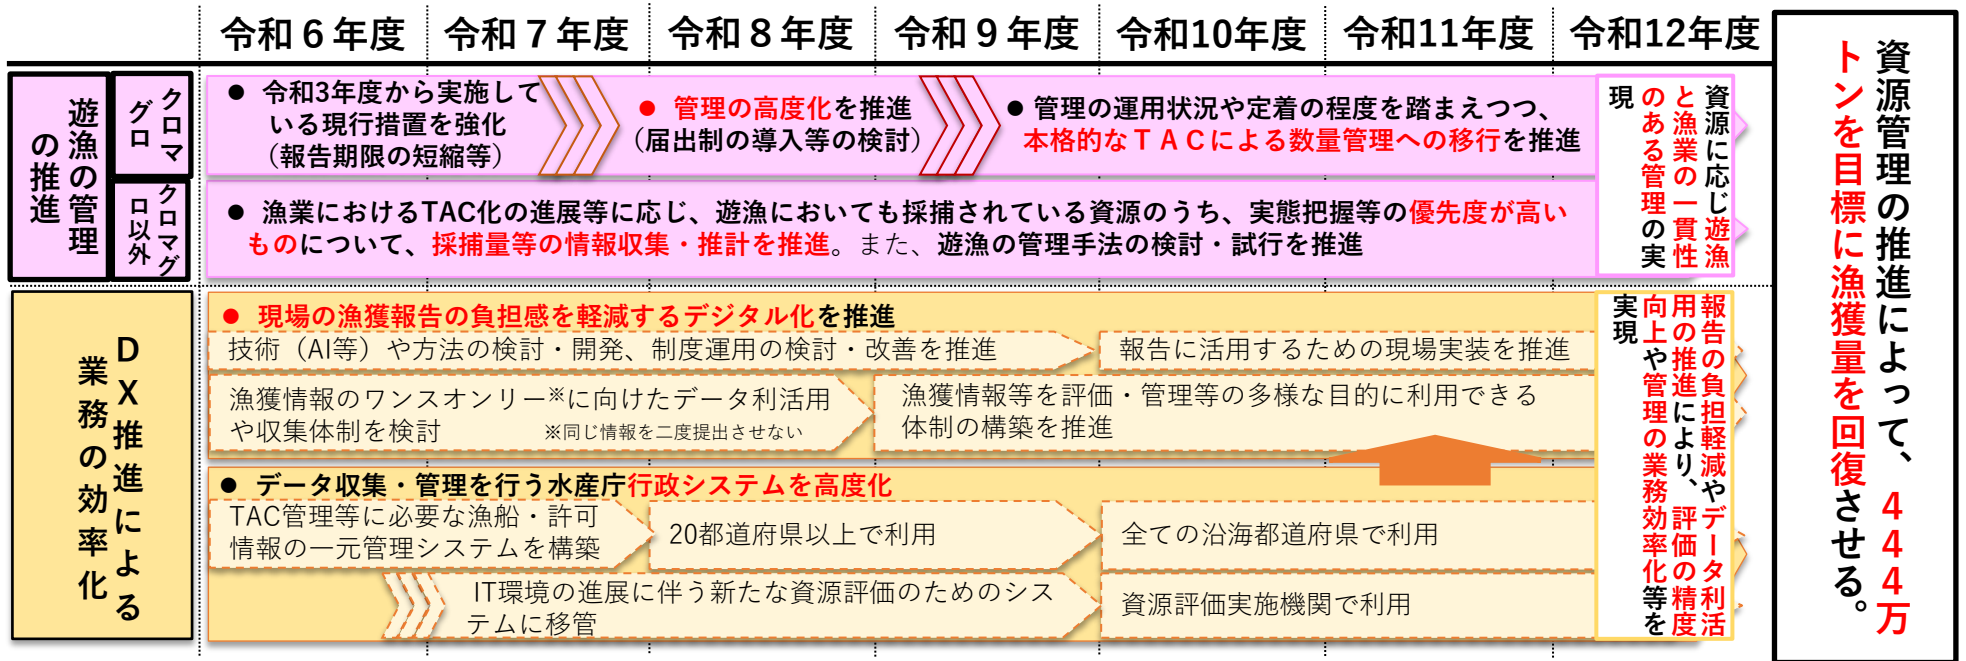 令和６年度
令和７年度
令和８年度
令和９年度
令和10年度
令和11年度
令和12年度
遊漁の管理
の推進
クロマ
グロ
● 令和3年度から実施して
いる現行措置を強化
（報告期限の短縮等）
● 管理の高度化を推進
（届出制の導入等の検討）
● 管理の運用状況や定着の程度を踏まえつつ、
本格的なＴＡＣによる数量管理への移行を推進
クロマグ
ロ以外
● 漁業におけるTAC化の進展等に応じ、遊漁においても採捕されている資源のうち、実態把握等の優先度が高い
ものについて、採捕量等の情報収集・推計を推進。また、遊漁の管理手法の検討・試行を推進
資源に応じ遊漁
と漁業の一貫性
のある管理の実
現
DX推進による
業務の効率化
● 現場の漁獲報告の負担感を軽減するデジタル化を推進
技術（AI等）や方法の検討・開発、制度運用の検討・改善を推進
報告に活用するための現場実装を推進
漁獲情報のワンスオンリー※に向けたデータ利活用
や収集体制を検討
※同じ情報を二度提出させない
漁獲情報等を評価・管理等の多様な目的に利用できる
体制の構築を推進
● データ収集・管理を行う水産庁行政システムを高度化
TAC管理等に必要な漁船・許可
情報の一元管理システムを構築
20都道府県以上で利用
全ての沿海都道府県で利用
IT環境の進展に伴う新たな資源評価のためのシス
テムに移管
資源評価実施機関で利用
報告の負担軽減やデータ利活
用の推進により、評価の精度
向上や管理の業務効率化等を
実現
資源管理の推進によって、４４４万
トンを目標に漁獲量を回復させる。